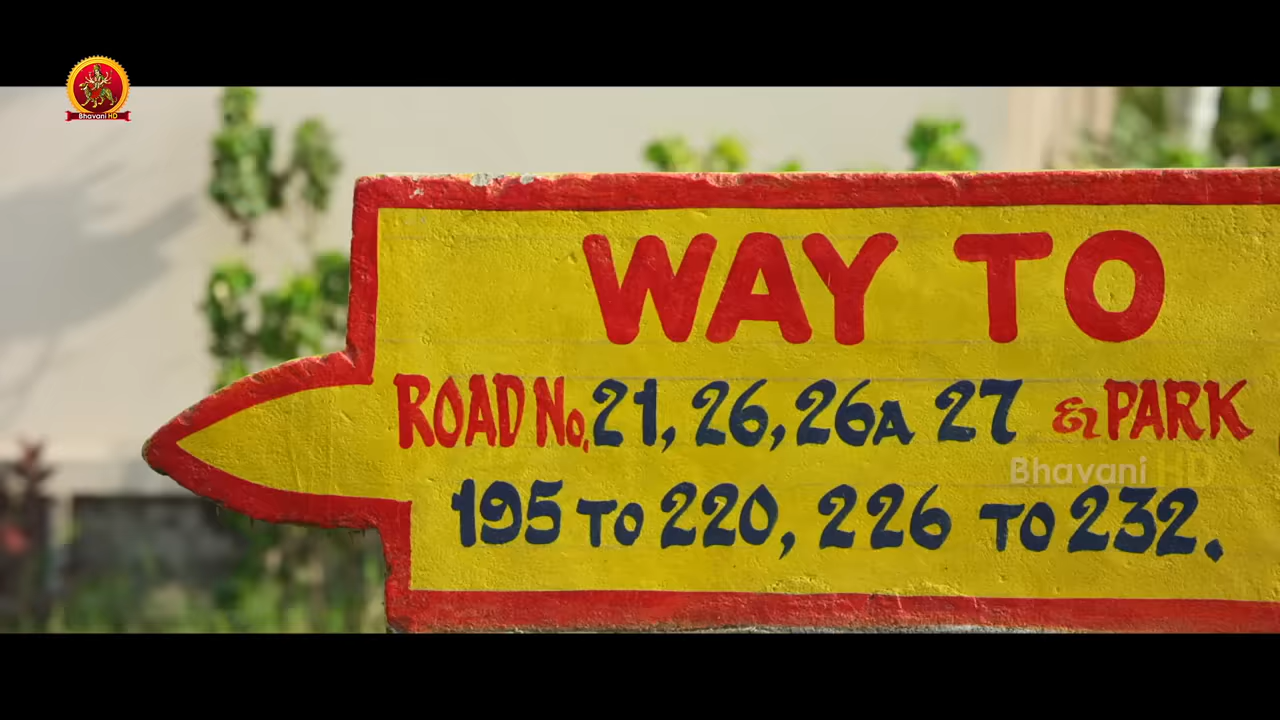 Bhavani HD
WAY TO
ROAD No. 21, 26, 26A 27 & PARK
Bhavani HD
195 TO 220, 226 TO 232.